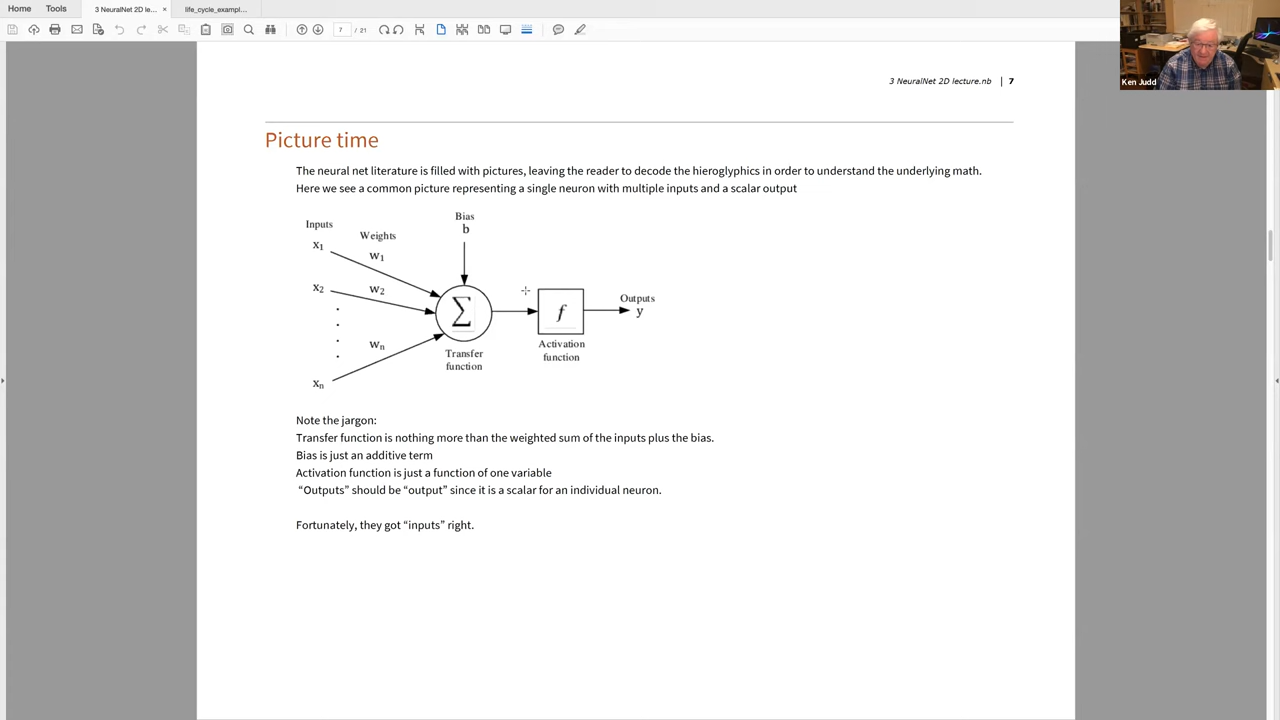 Home Tools 3 NeuralNet 2D le... × life_cycle_exampl...
7 / 21
Ken Judd
3 NeuralNet 2D lecture.nb | 7
Picture time
The neural net literature is filled with pictures, leaving the reader to decode the hieroglyphics in order to understand the underlying math.
Here we see a common picture representing a single neuron with multiple inputs and a scalar output
Bias
b
Inputs
Weights
x1
w1
x2
w2
wn
xn
∑
Transfer
function
f
Activation
function
Outputs
y
Note the jargon:
Transfer function is nothing more than the weighted sum of the inputs plus the bias.
Bias is just an additive term
Activation function is just a function of one variable
“Outputs” should be “output” since it is a scalar for an individual neuron.
Fortunately, they got “inputs” right.